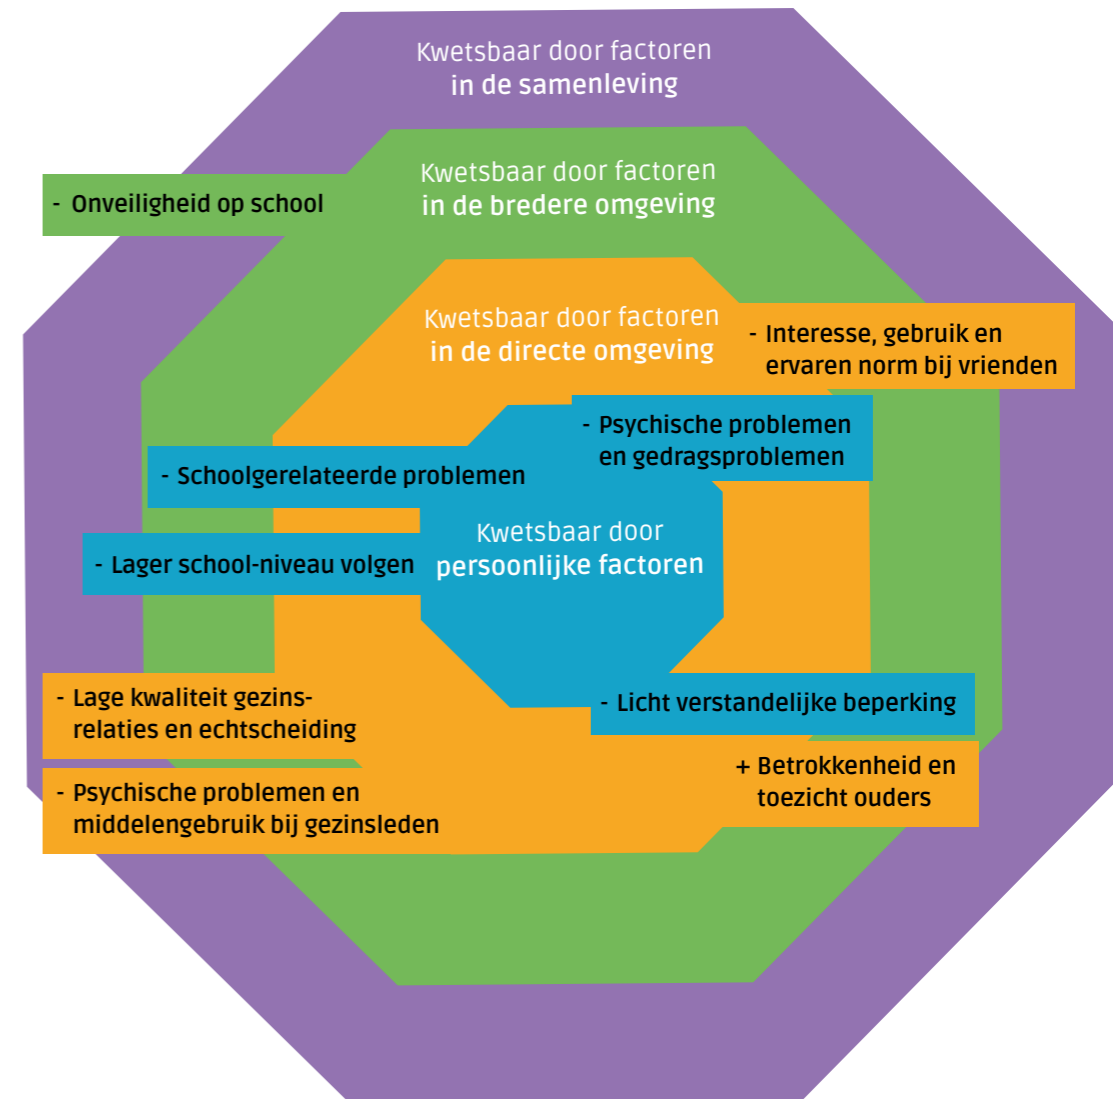 Kwetsbaar door factoren
in de samenleving
Kwetsbaar door factoren
in de bredere omgeving
- Onveiligheid op school
Kwetsbaar door factoren
in de directe omgeving
- Interesse, gebruik en
ervaren norm bij vrienden
- Psychische problemen
en gedragsproblemen
- Schoolgerelateerde problemen
Kwetsbaar door
persoonlijke factoren
- Lager school-niveau volgen
- Lage kwaliteit gezins-
relaties en echtscheiding
- Licht verstandelijke beperking
+ Betrokkenheid en
toezicht ouders
- Psychische problemen en
middelengebruik bij gezinsleden